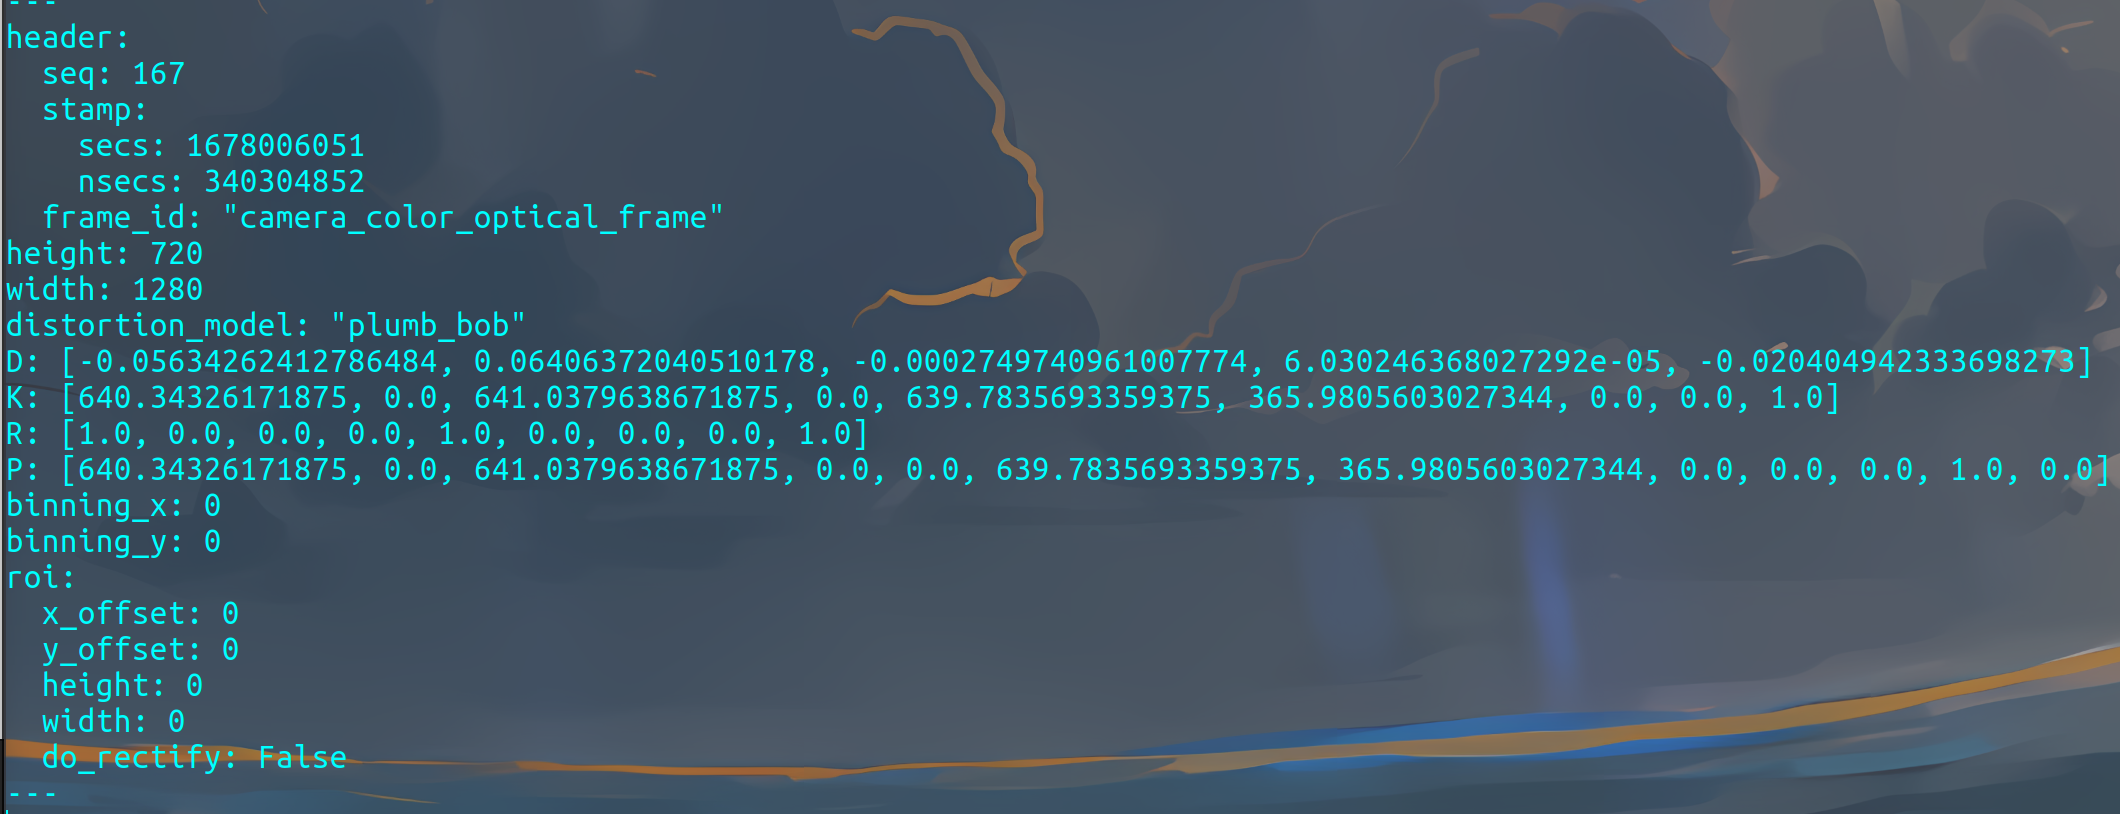 ---
header:
  seq: 167
  stamp:
    secs: 1678006051
    nsecs: 340304852
  frame_id: "camera_color_optical_frame"
height: 720
width: 1280
distortion_model: "plumb_bob"
D: [-0.05634262412786484, 0.06406372040510178, -0.0002749740961007774, 6.030246368027292e-05, -0.020404942333698273]
K: [640.34326171875, 0.0, 641.0379638671875, 0.0, 639.7835693359375, 365.9805603027344, 0.0, 0.0, 1.0]
R: [1.0, 0.0, 0.0, 0.0, 1.0, 0.0, 0.0, 0.0, 1.0]
P: [640.34326171875, 0.0, 641.0379638671875, 0.0, 0.0, 639.7835693359375, 365.9805603027344, 0.0, 0.0, 0.0, 1.0, 0.0]
binning_x: 0
binning_y: 0
roi:
  x_offset: 0
  y_offset: 0
  height: 0
  width: 0
  do_rectify: False
---